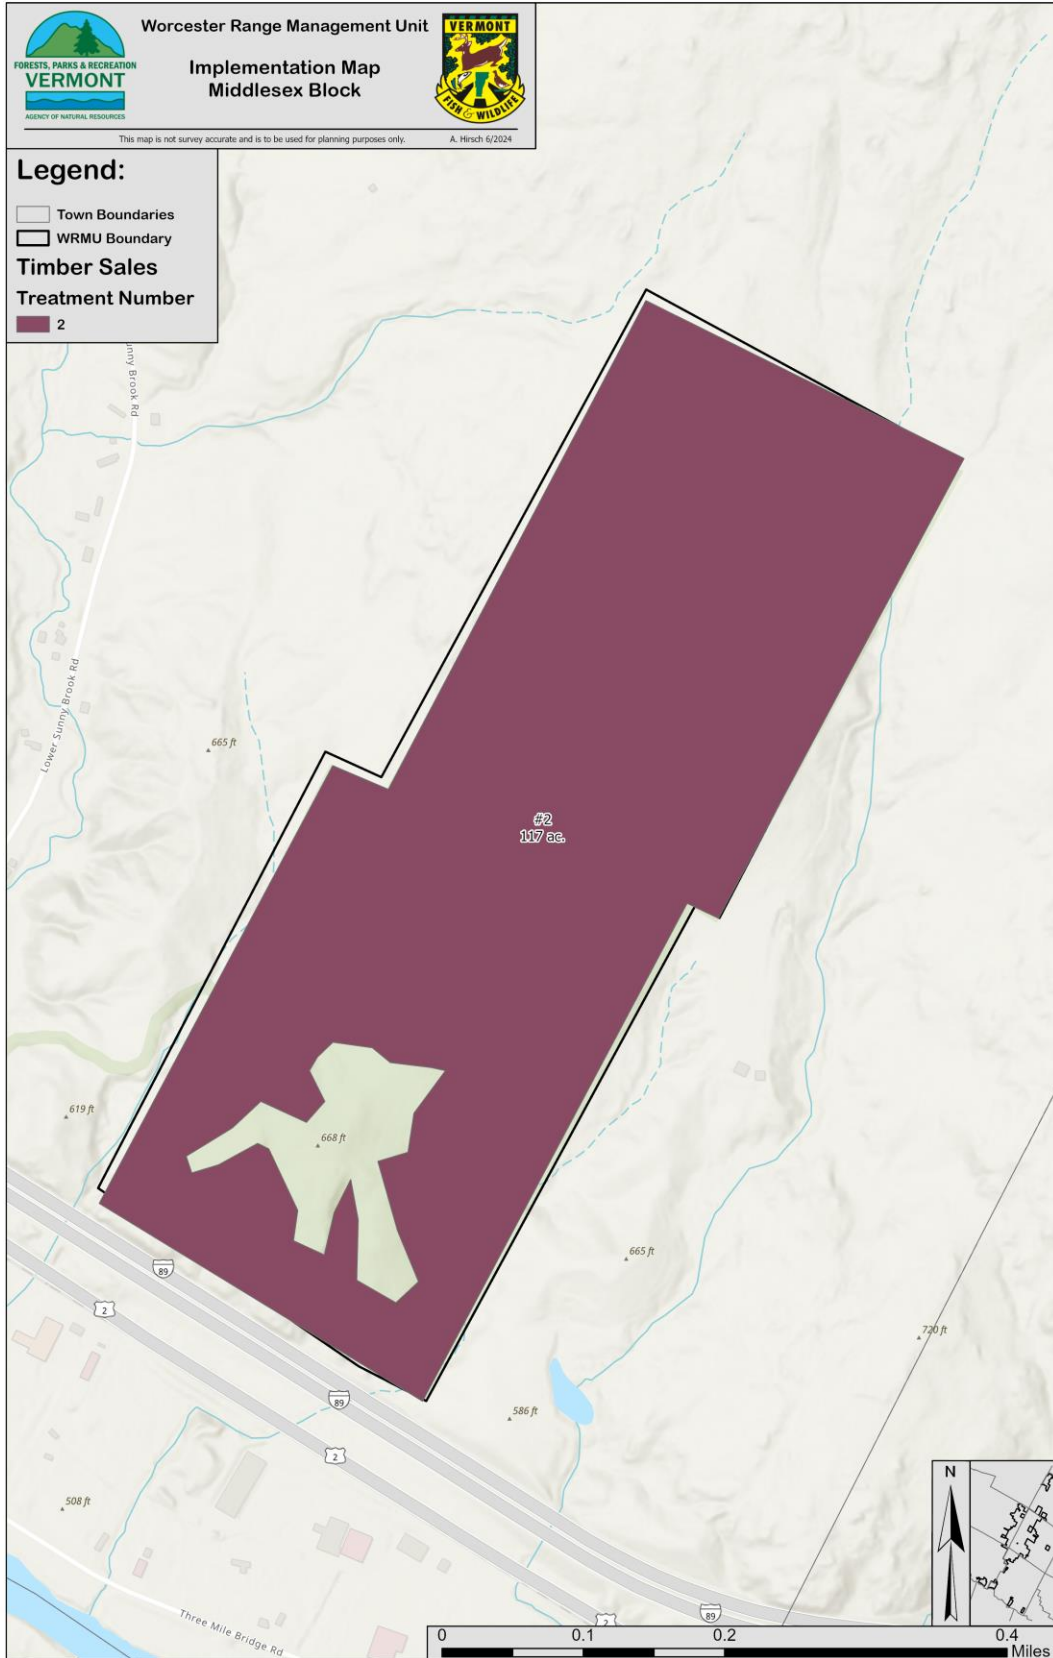 FORESTS, PARKS & RECREATION
VERMONT
AGENCY OF NATURAL RESOURCES
Worcester Range Management Unit
Implementation Map
Middlesex Block
VERMONT
FISH & WILDLIFE
This map is not survey accurate and is to be used for planning purposes only.
A. Hirsch 6/2024
Legend:
Town Boundaries
WRMU Boundary
Timber Sales
Treatment Number
2
Lower Sunny Brook Rd
665 ft
#2
117 ac.
619 ft
668 ft
89
2
665 ft
720 ft
89
586 ft
2
508 ft
Three Mile Bridge Rd
2
89
N
0 0.1 0.2 0.4
Miles